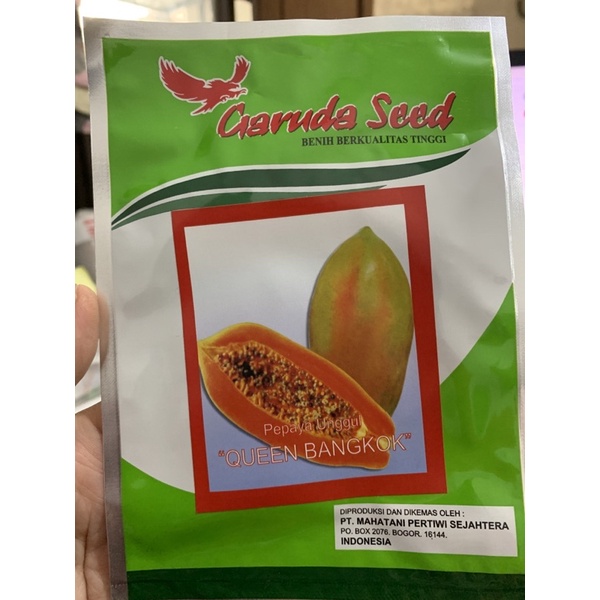 Garuda Seed
BENIH BERKUALITAS TINGGI
Pepaya Unggul
"QUEEN BANGKOK"
DIPRODUKSI DAN DIKEMAS OLEH :
PT. MAHATANI PERTIWI SEJAHTERA
PO. BOX 2076. BOGOR. 16144.
INDONESIA